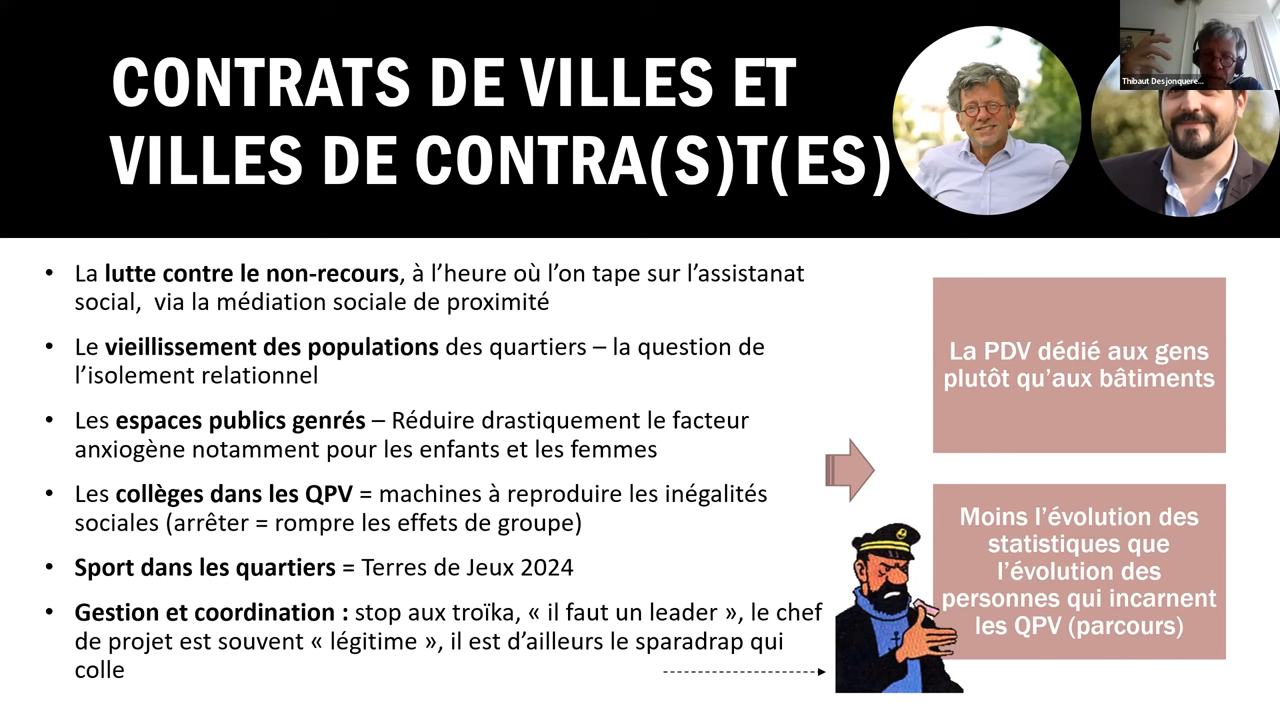 CONTRATS DE VILLES ET
VILLES DE CONTRA(S)T(ES)
Thibaut Desjonquere...
• La lutte contre le non-recours, à l’heure où l’on tape sur l’assistanat
social, via la médiation sociale de proximité
• Le vieillissement des populations des quartiers – la question de
l’isolement relationnel
• Les espaces publics genrés – Réduire drastiquement le facteur
anxiogène notamment pour les enfants et les femmes
• Les collèges dans les QPV = machines à reproduire les inégalités
sociales (arrêter = rompre les effets de groupe)
• Sport dans les quartiers = Terres de Jeux 2024
• Gestion et coordination : stop aux troïka, « il faut un leader », le chef
de projet est souvent « légitime », il est d’ailleurs le sparadrap qui
colle
La PDV dédié aux gens
plutôt qu’aux bâtiments
Moins l’évolution des
statistiques que
l’évolution des
personnes qui incarnent
les QPV (parcours)